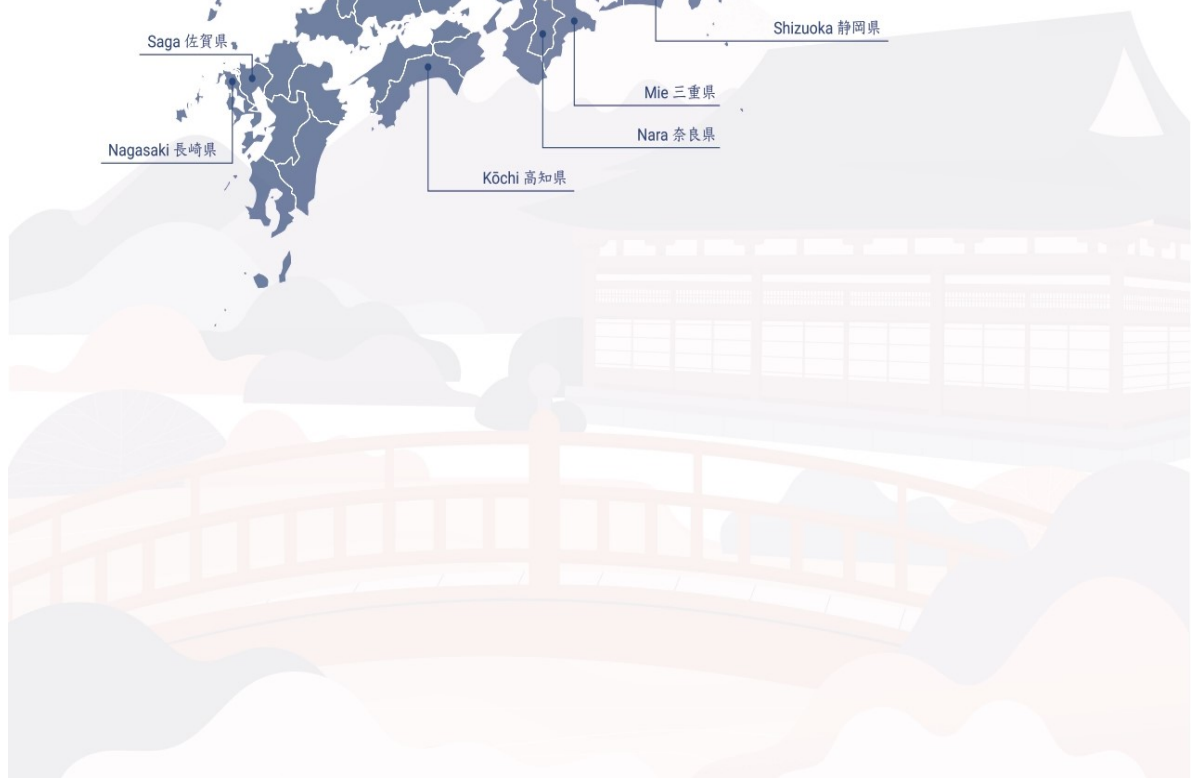 Shizuoka 静岡県
Saga 佐賀県
Mie 三重県
Nara 奈良県
Nagasaki 長崎県
Kōchi 高知県